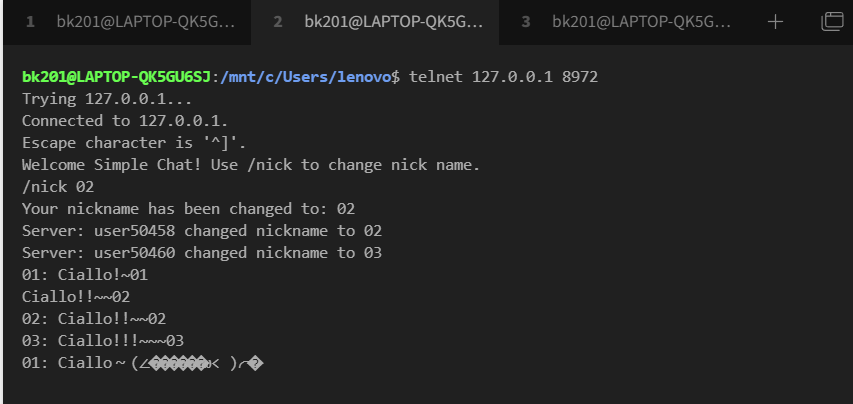 1 bk201@LAPTOP-QK5G... 2 bk201@LAPTOP-QK5G... 3 bk201@LAPTOP-QK5G...
bk201@LAPTOP-QK5GU6SJ:/mnt/c/Users/lenovo$ telnet 127.0.0.1 8972
Trying 127.0.0.1...
Connected to 127.0.0.1.
Escape character is '^]'.
Welcome Simple Chat! Use /nick to change nick name.
/nick 02
Your nickname has been changed to: 02
Server: user50458 changed nickname to 02
Server: user50460 changed nickname to 03
01: Ciallo!~01
Ciallo!!~~02
02: Ciallo!!~~02
03: Ciallo!!!~~~03
01: Ciallo～(∠������< )⌒�